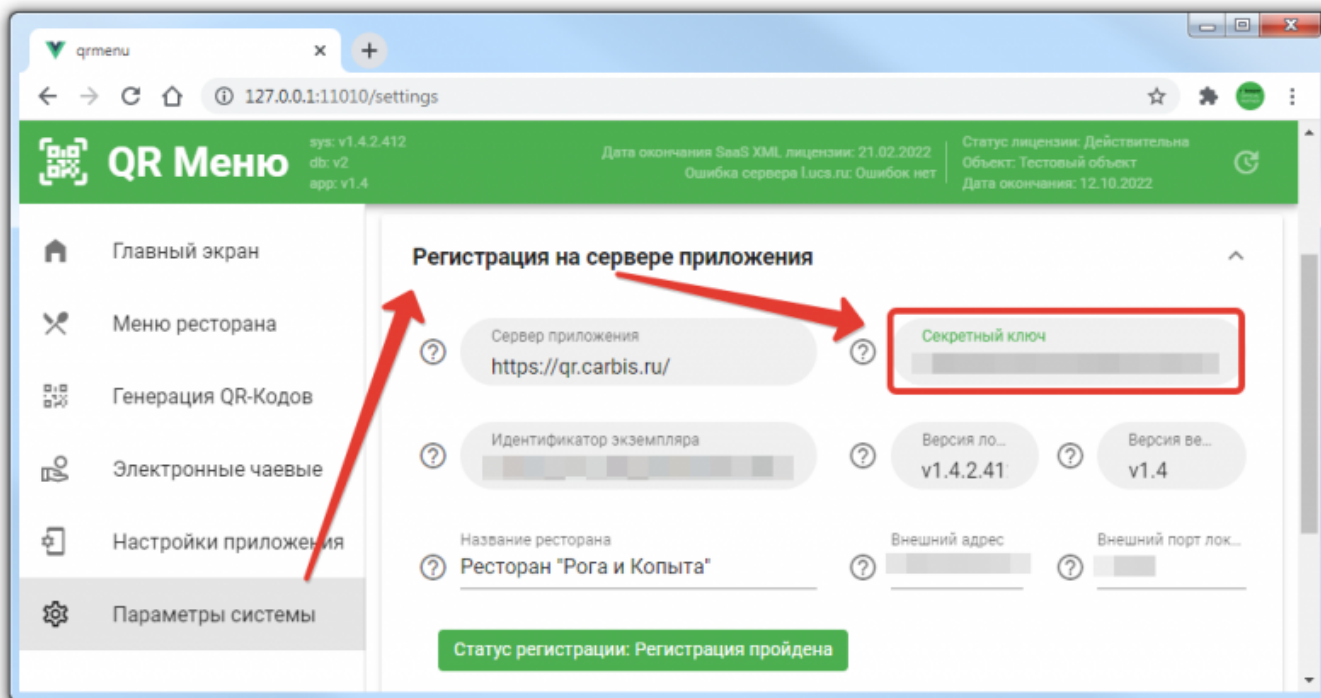 qrmenu
127.0.0.1:11010/settings
QR Меню
sys: v1.4.2.412
db: v2
app: v1.4
Дата окончания SaaS XML лицензии: 21.02.2022
Ошибка сервера l.ucs.ru: Ошибок нет
Статус лицензии: Действительна
Объект: Тестовый объект
Дата окончания: 12.10.2022
Главный экран
Меню ресторана
Генерация QR-Кодов
Электронные чаевые
Настройки приложения
Параметры системы
Регистрация на сервере приложения
Сервер приложения
https://qr.carbis.ru/
Секретный ключ
Идентификатор экземпляра
Версия ло...
v1.4.2.41
Версия ве...
v1.4
Название ресторана
Ресторан "Рога и Копыта"
Внешний адрес
Внешний порт лок...
Статус регистрации: Регистрация пройдена